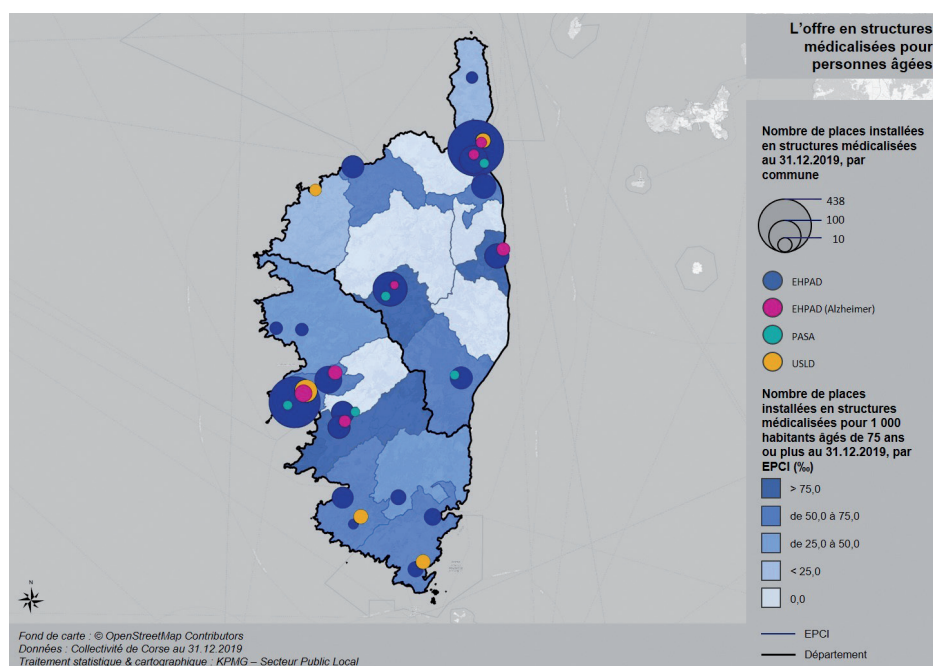 L'offre en structures
médicalisées pour
personnes âgées
Nombre de places installées
en structures médicalisées
au 31.12.2019, par
commune
438
100
10
EHPAD
EHPAD (Alzheimer)
PASA
USLD
Nombre de places
installées en structures
médicalisées pour 1 000
habitants âgés de 75 ans
ou plus au 31.12.2019, par
EPCI (‰)
> 75,0
de 50,0 à 75,0
de 25,0 à 50,0
< 25,0
0,0
EPCI
Département
N
Fond de carte : © OpenStreetMap Contributors
Données : Collectivité de Corse au 31.12.2019
Traitement statistique & cartographique : KPMG – Secteur Public Local